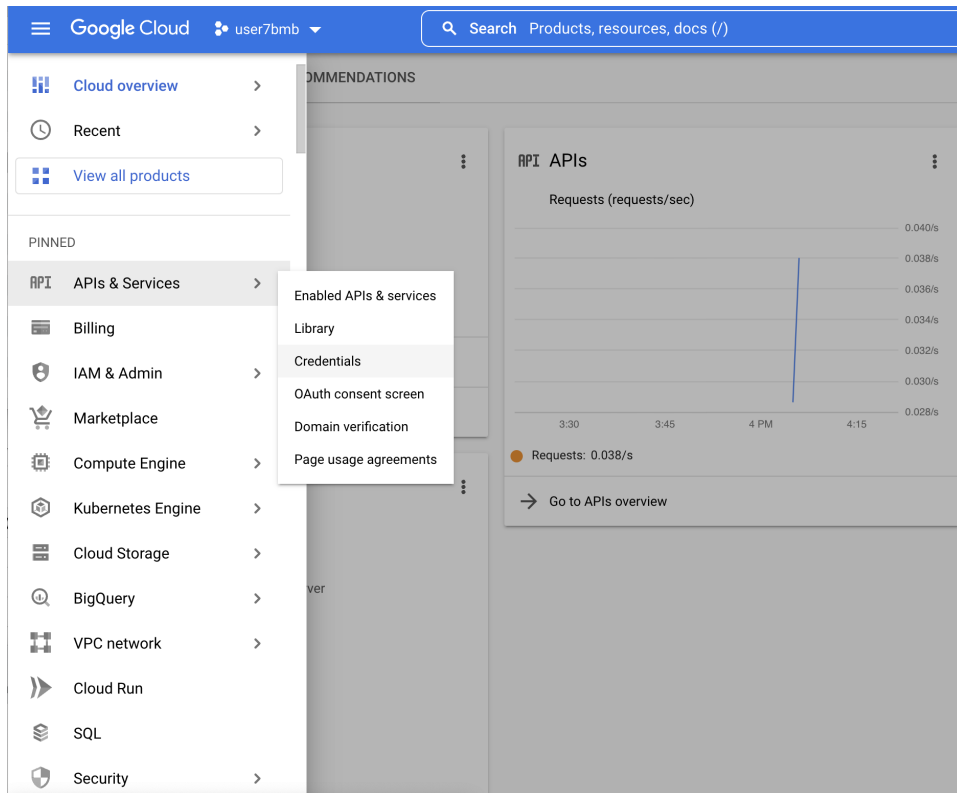 Google Cloud
user7bmb
Search Products, resources, docs (/)
Cloud overview
Recent
View all products
PINNED
API APIs & Services
Billing
IAM & Admin
Marketplace
Compute Engine
Kubernetes Engine
Cloud Storage
BigQuery
VPC network
Cloud Run
SQL
Security
Enabled APIs & services
Library
Credentials
OAuth consent screen
Domain verification
Page usage agreements
API APIs
Requests (requests/sec)
0.040/s
0.038/s
0.036/s
0.034/s
0.032/s
0.030/s
0.028/s
3:30 3:45 4 PM 4:15
Requests: 0.038/s
Go to APIs overview